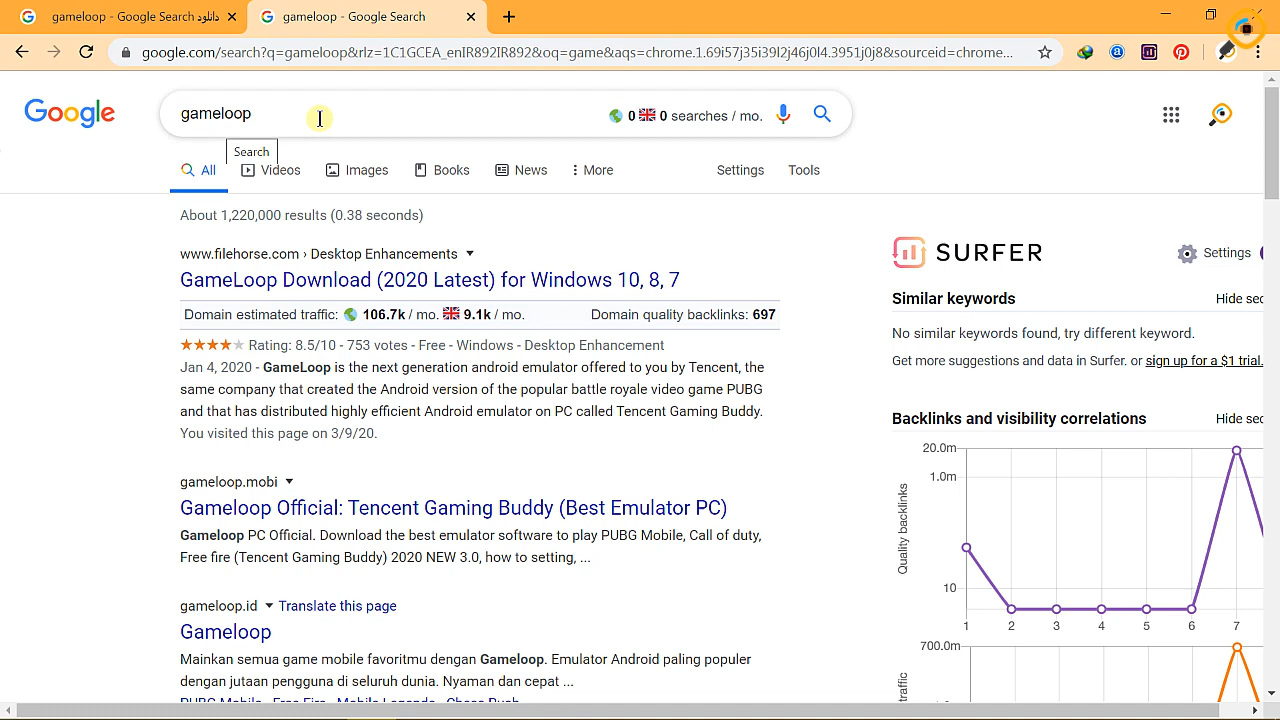 gameloop - Google Search دانلود
gameloop - Google Search
google.com/search?q=gameloop&rlz=1C1GCEA_enIR892IR892&oq=game&aqs=chrome.1.69i57j35i39l2j46j0l4.3951j0j8&sourceid=chrome...
Google
gameloop
0 0 searches / mo.
Search
All
Videos
Images
Books
News
More
Settings
Tools
About 1,220,000 results (0.38 seconds)
www.filehorse.com › Desktop Enhancements
GameLoop Download (2020 Latest) for Windows 10, 8, 7
Domain estimated traffic: 106.7k / mo. 9.1k / mo. Domain quality backlinks: 697
Rating: 8.5/10 - 753 votes - Free - Windows - Desktop Enhancement
Jan 4, 2020 - GameLoop is the next generation android emulator offered to you by Tencent, the
same company that created the Android version of the popular battle royale video game PUBG
and that has distributed highly efficient Android emulator on PC called Tencent Gaming Buddy.
You visited this page on 3/9/20.
gameloop.mobi
Gameloop Official: Tencent Gaming Buddy (Best Emulator PC)
Gameloop PC Official. Download the best emulator software to play PUBG Mobile, Call of duty,
Free fire (Tencent Gaming Buddy) 2020 NEW 3.0, how to setting, ...
gameloop.id Translate this page
Gameloop
Mainkan semua game mobile favoritmu dengan Gameloop. Emulator Android paling populer
dengan jutaan pengguna di seluruh dunia. Nyaman dan cepat ...
SURFER
Settings
Similar keywords
Hide sec
No similar keywords found, try different keyword.
Get more suggestions and data in Surfer. or sign up for a $1 trial.
Backlinks and visibility correlations
Hide sec
20.0m
1.0m
10
Quality backlinks
1 2 3 4 5 6 7
700.0m
traffic